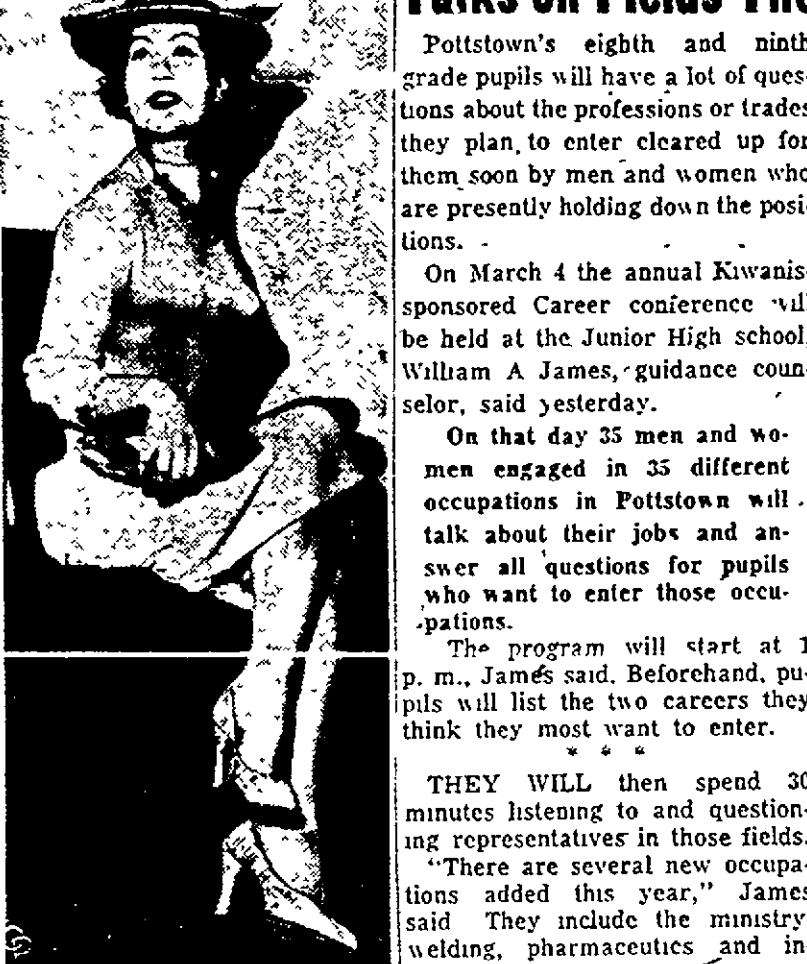 Talks on Fields The
Pottstown's eighth and ninth
grade pupils will have a lot of ques-
tions about the professions or trades
they plan to enter cleared up for
them soon by men and women who
are presently holding down the posi-
tions.
On March 4 the annual Kiwanis-
sponsored Career conference will
be held at the Junior High school,
William A James, guidance coun-
selor, said yesterday.
On that day 35 men and wo-
men engaged in 35 different
occupations in Pottstown will
talk about their jobs and an-
swer all questions for pupils
who want to enter those occu-
pations.
The program will start at 1
p. m., James said. Beforehand, pu-
pils will list the two careers they
think they most want to enter.
* * *
THEY WILL then spend 30
minutes listening to and question-
ing representatives in those fields.
"There are several new occupa-
tions added this year," James
said They include the ministry
welding, pharmaceutics and in-